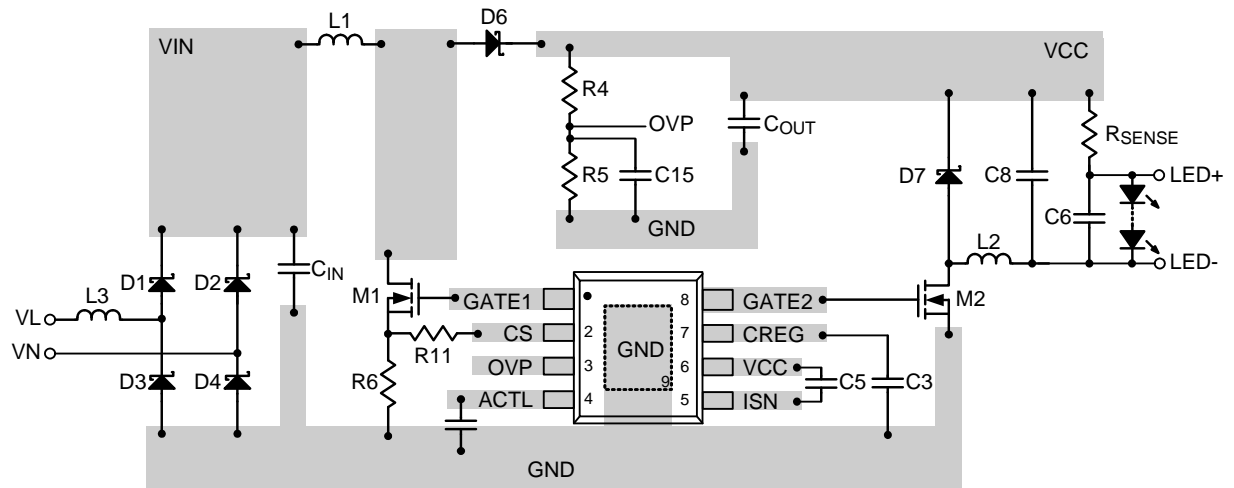 L1
D6
VIN
VCC
R4
OVP
COUT
RSENSE
R5
C15
D7
C8
LED+
C6
GND
D1
D2
CIN
L2
LED-
L3
M1
GATE1
8
GATE2
M2
VL
2
CS
7
CREG
VN
R11
GND
OVP
3
6
VCC
D3
D4
R6
9
C5
C3
ACTL
4
5
ISN
GND